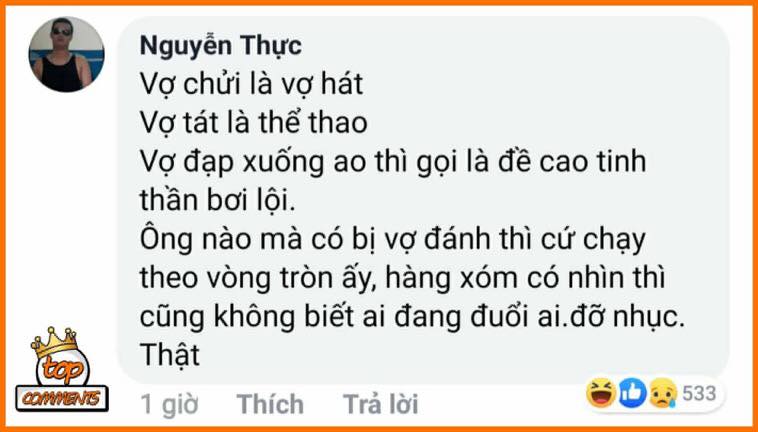 Nguyễn Thực
Vợ chửi là vợ hát
Vợ tát là thể thao
Vợ đạp xuống ao thì gọi là đề cao tinh
thần bơi lội.
Ông nào mà có bị vợ đánh thì cứ chạy
theo vòng tròn ấy, hàng xóm có nhìn thì
cũng không biết ai đang đuổi ai.đỡ nhục.
Thật
top
COMMENTS
1 giờ Thích Trả lời 533